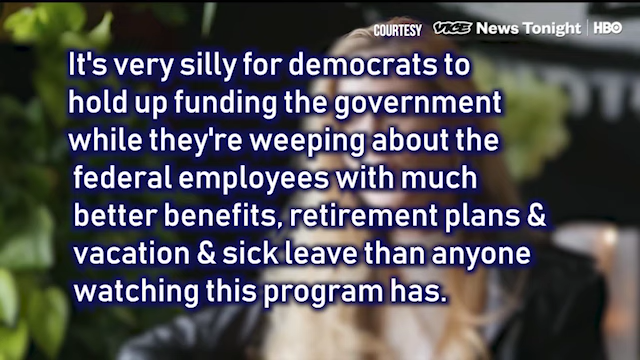 COURTESY VICE News Tonight | HBO
It's very silly for democrats to
hold up funding the government
while they're weeping about the
federal employees with much
better benefits, retirement plans &
vacation & sick leave than anyone
watching this program has.